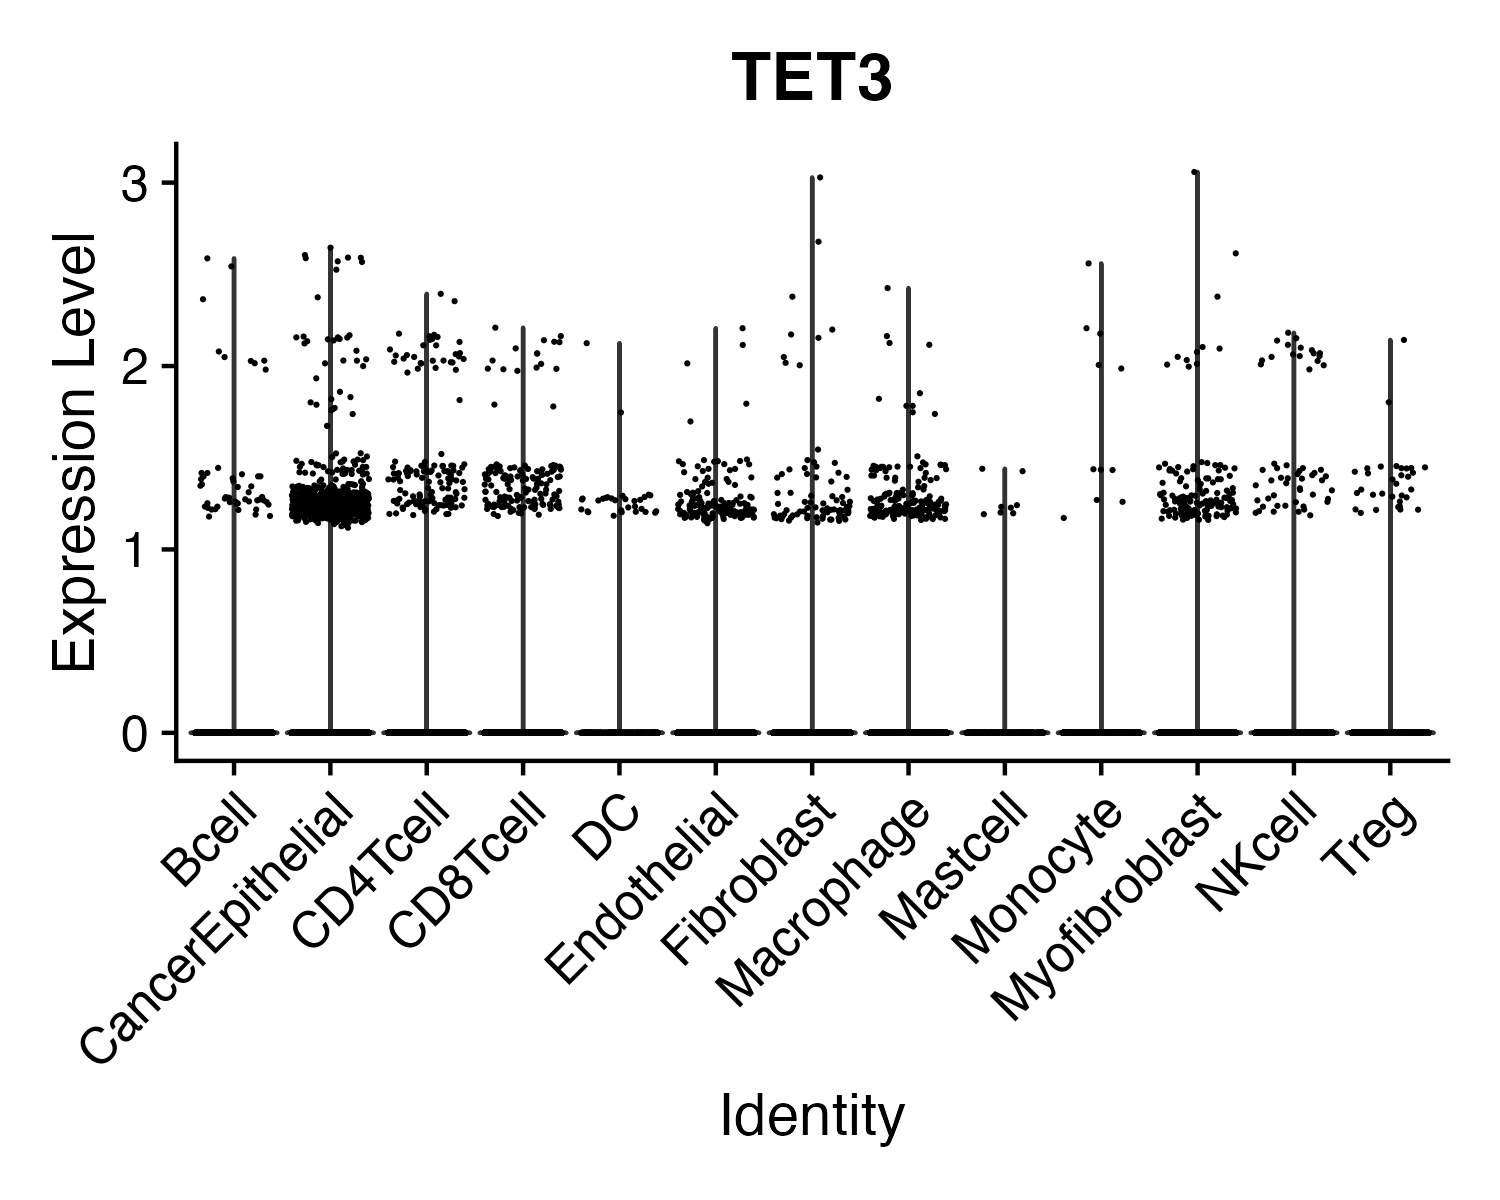 TET3
Expression Level
3
2
1
0
Bcell
CancerEpithelial
CD4Tcell
CD8Tcell
DC
Endothelial
Fibroblast
Macrophage
Mastcell
Monocyte
Myofibroblast
NKcell
Treg
Identity